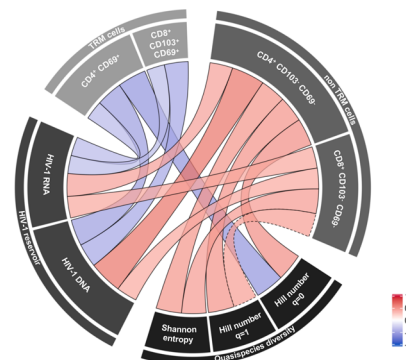 TRM cells
CD8⁺
CD103⁺
CD69⁺
CD4⁺ CD69⁺
CD4⁺ CD103⁻ CD69⁻
non TRM cells
CD8⁺ CD103⁻
CD69⁻
HIV-1 RNA
HIV-1 DNA
HIV-1 reservoir
Shannon
entropy
Hill number
q=1
Hill number
q=0
Quasispecies diversity